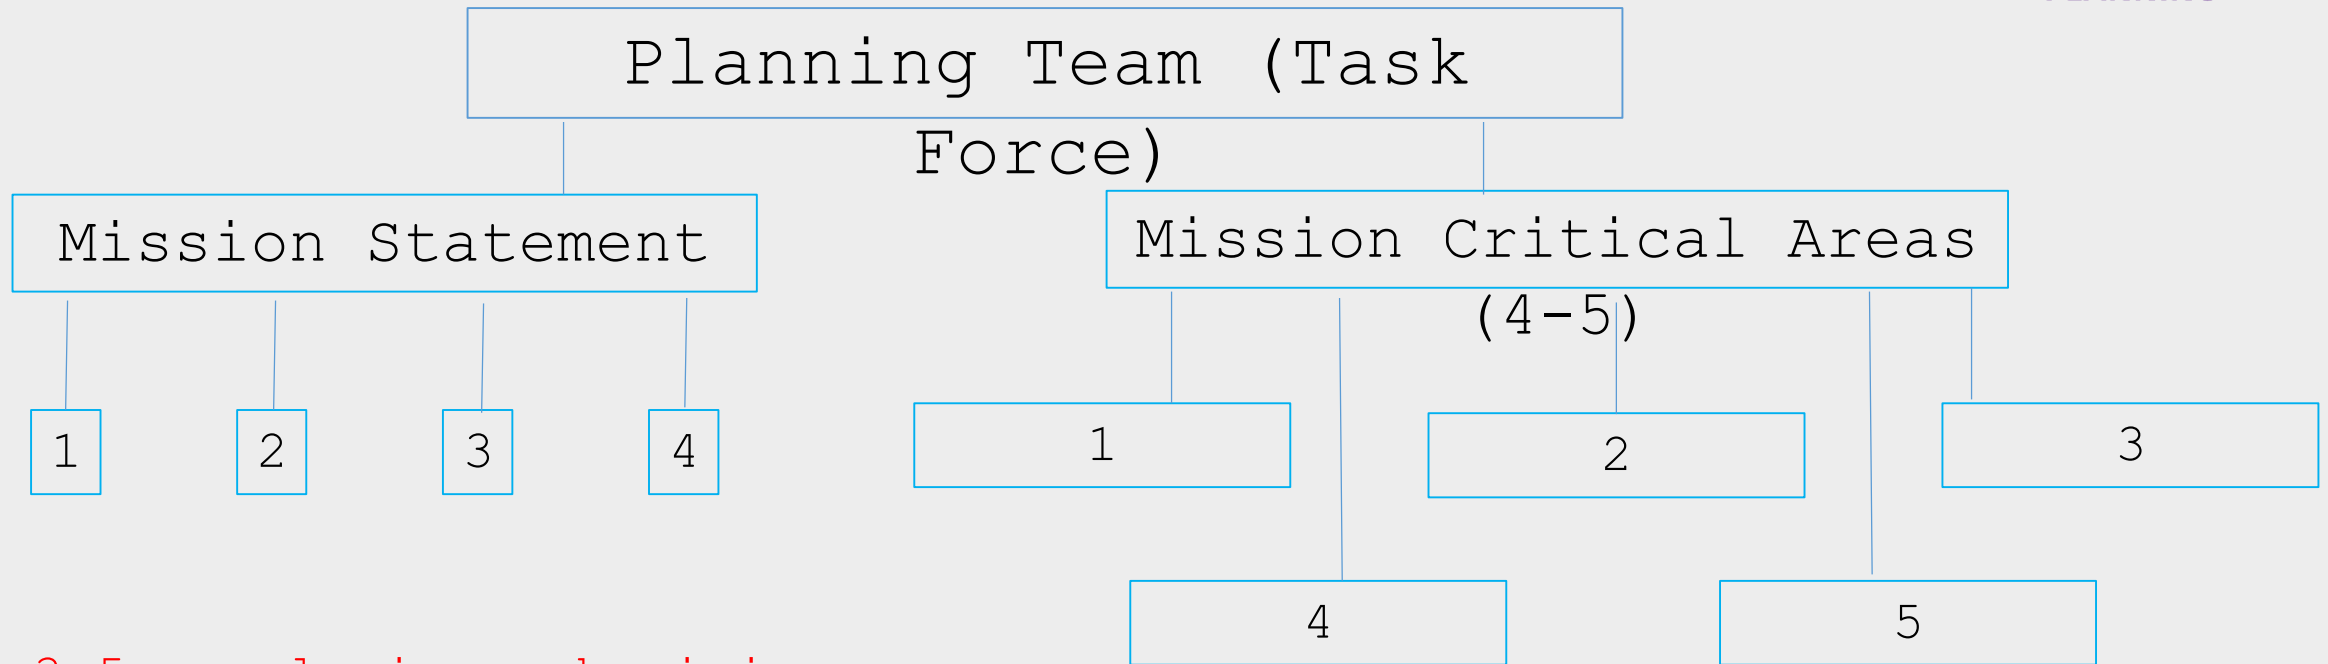 Planning Team (Task
Force)
Mission Statement
Mission Critical Areas
(4-5)
1
2
3
4
1
2
3
4
5